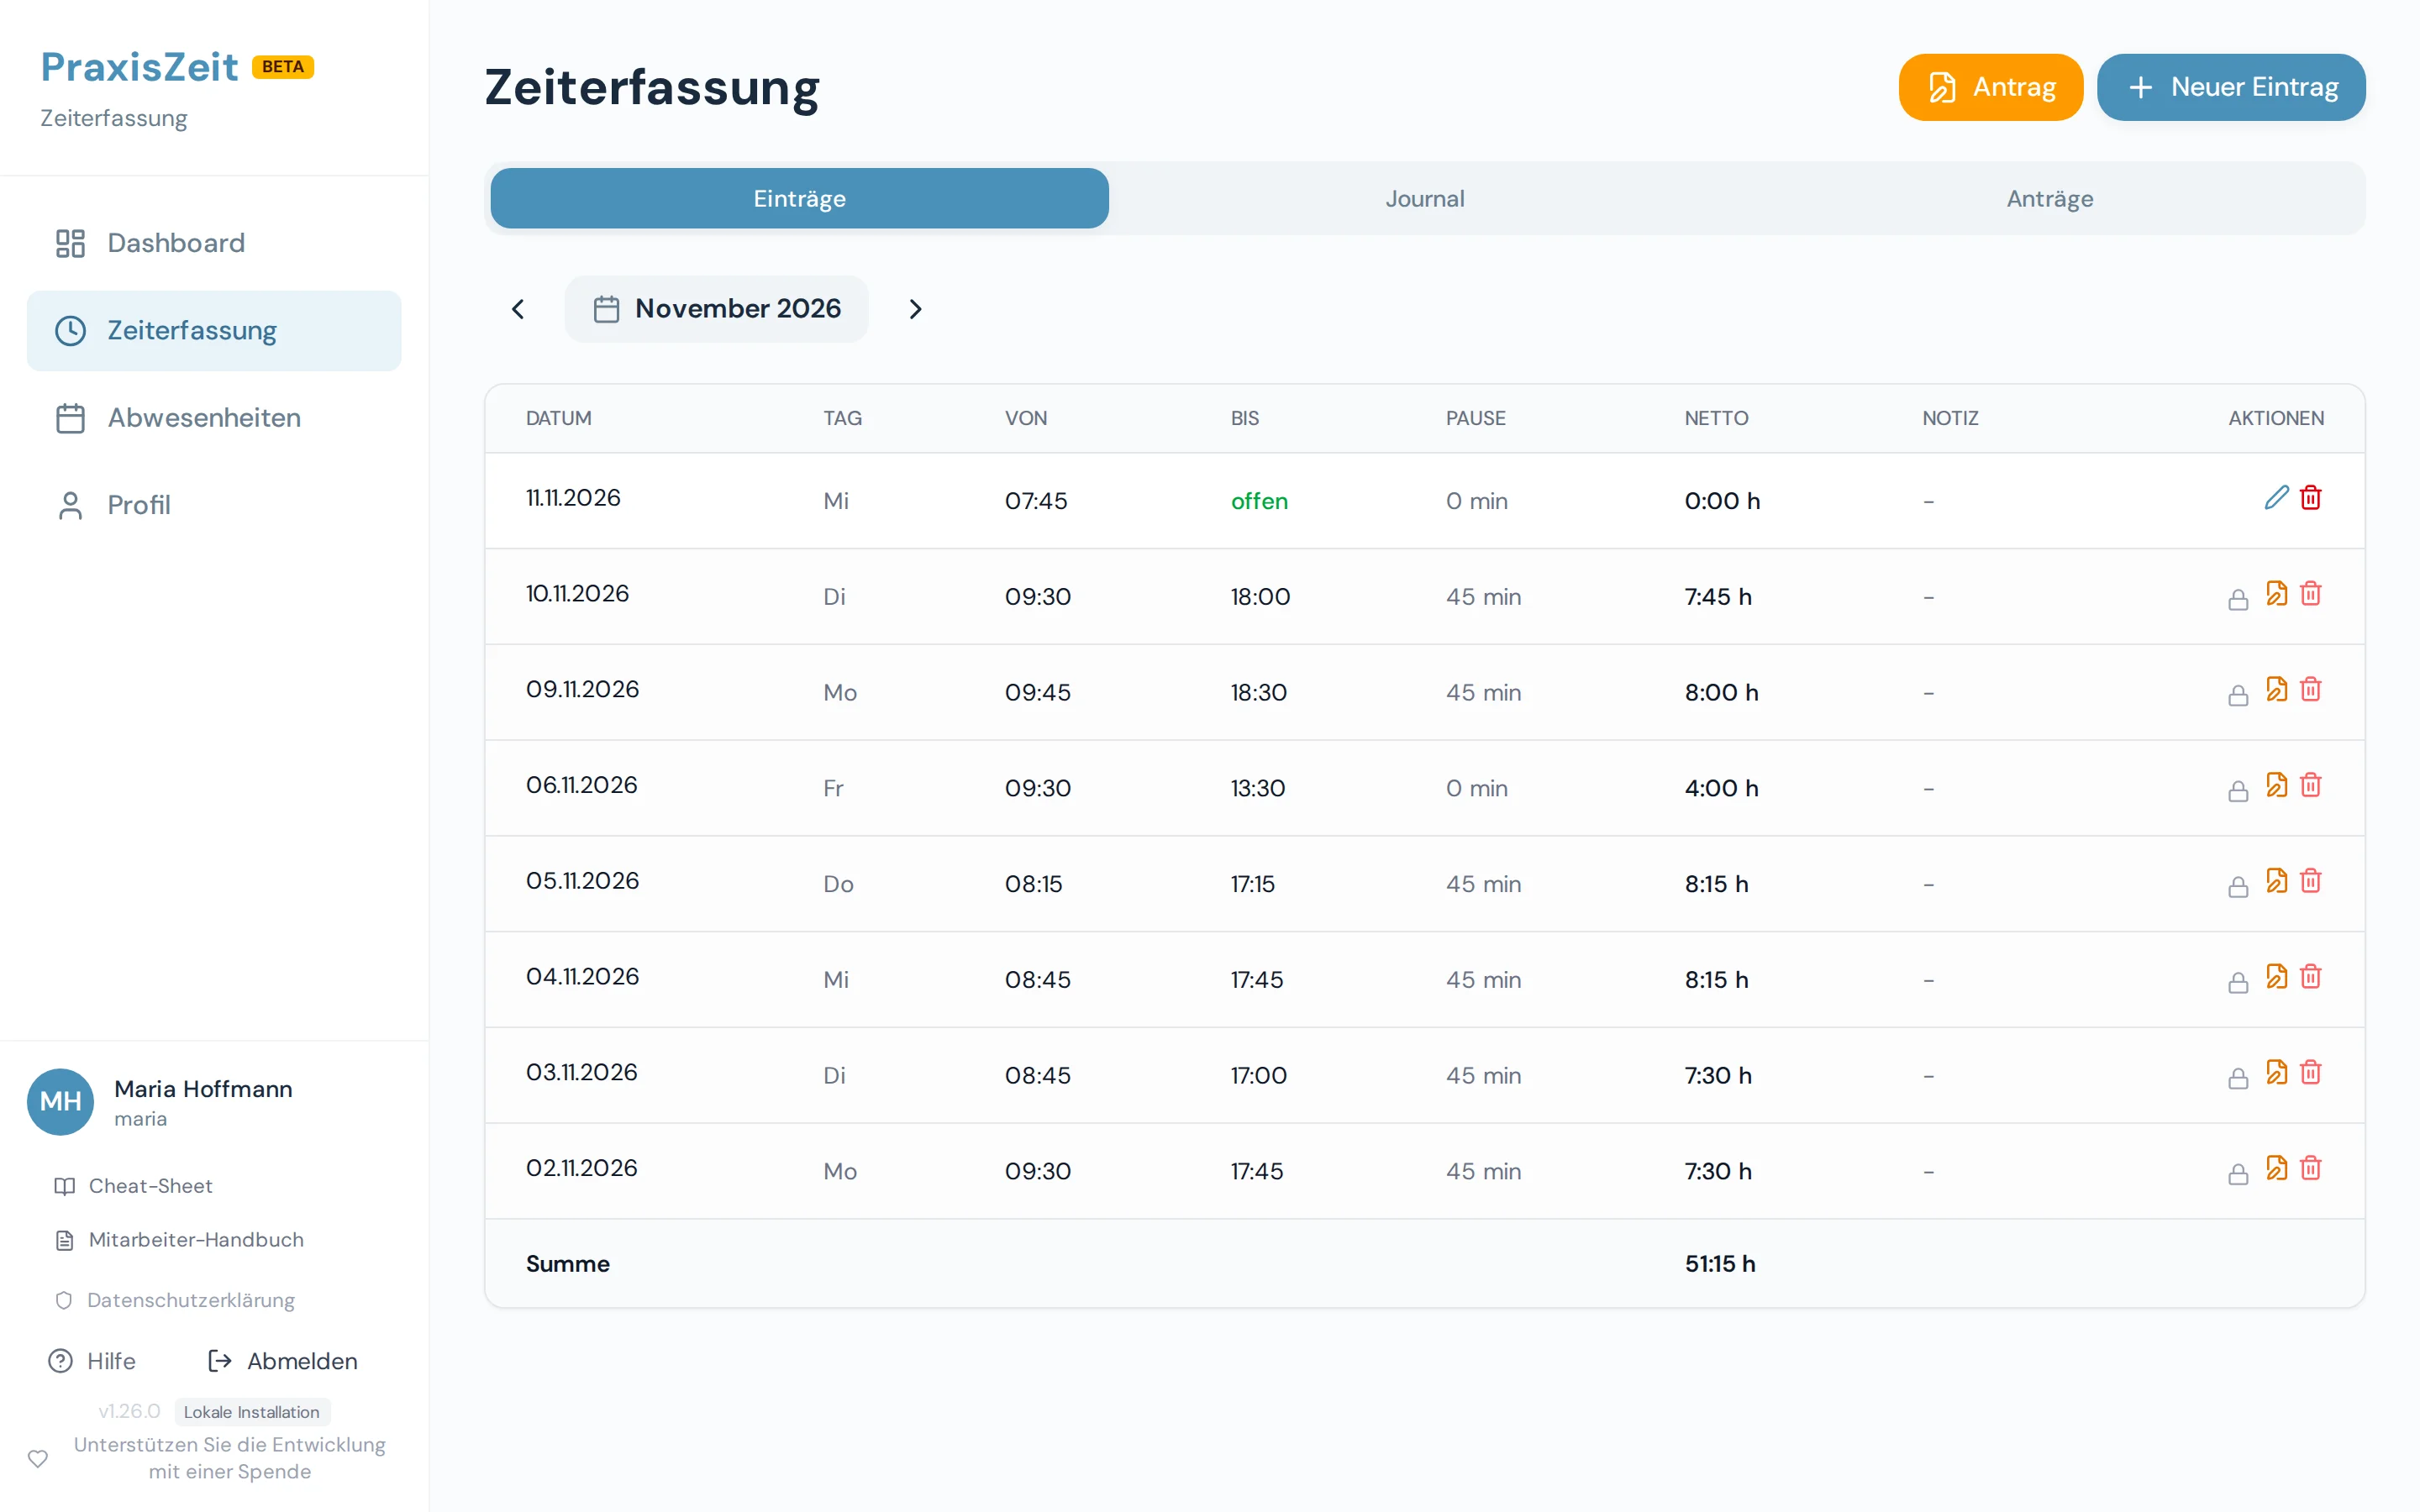 PraxisZeit BETA
Zeiterfassung
Dashboard
Zeiterfassung
Abwesenheiten
Profil
MH Maria Hoffmann
maria
Cheat-Sheet
Mitarbeiter-Handbuch
Datenschutzerklärung
Hilfe Abmelden
v1.26.0 Lokale Installation
Unterstützen Sie die Entwicklung
mit einer Spende
Zeiterfassung
Antrag Neuer Eintrag
Einträge Journal Anträge
November 2026
DATUM TAG VON BIS PAUSE NETTO NOTIZ AKTIONEN
11.11.2026 Mi 07:45 offen 0 min 0:00 h -
10.11.2026 Di 09:30 18:00 45 min 7:45 h -
09.11.2026 Mo 09:45 18:30 45 min 8:00 h -
06.11.2026 Fr 09:30 13:30 0 min 4:00 h -
05.11.2026 Do 08:15 17:15 45 min 8:15 h -
04.11.2026 Mi 08:45 17:45 45 min 8:15 h -
03.11.2026 Di 08:45 17:00 45 min 7:30 h -
02.11.2026 Mo 09:30 17:45 45 min 7:30 h -
Summe 51:15 h